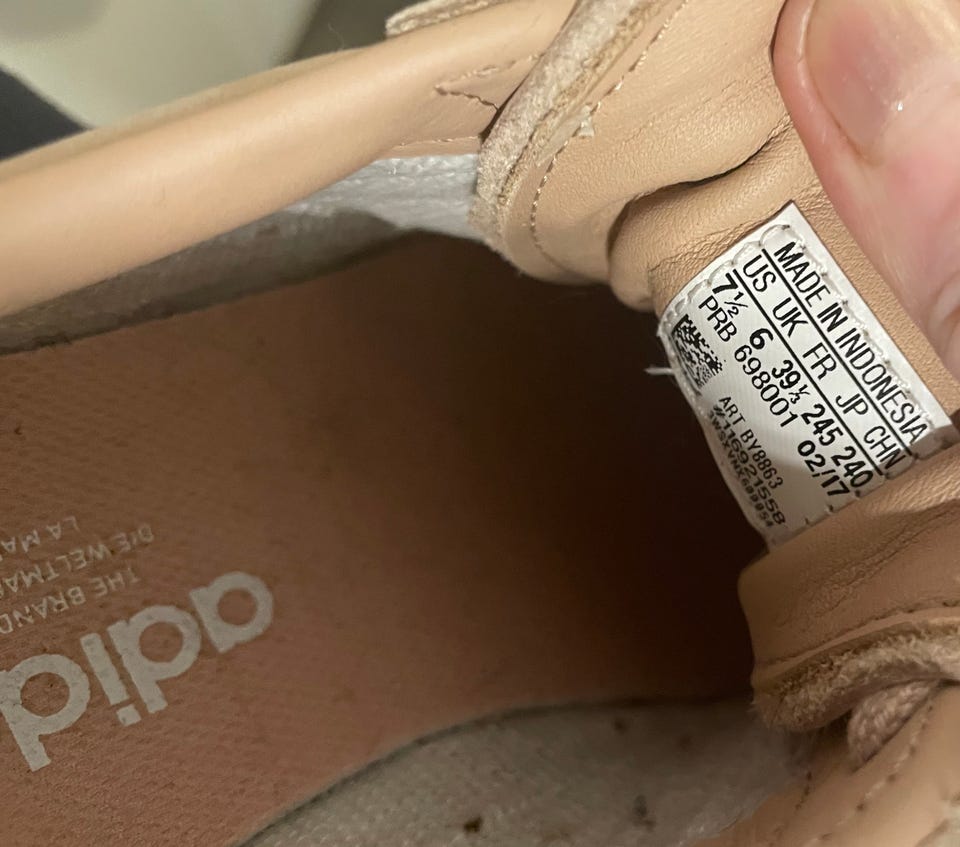 MADE IN INDONESIA
US UK FR JP CHN
7½ 6 39⅓ 245 240
PRB 698001 02/17
ART BY8863
#116921558
adid
THE BRAND
DIE WELTMA
LA MA